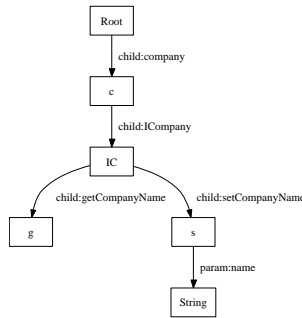 Root
child:company
c
child:ICompany
IC
child:getCompanyName
child:setCompanyName
g
s
param:name
String